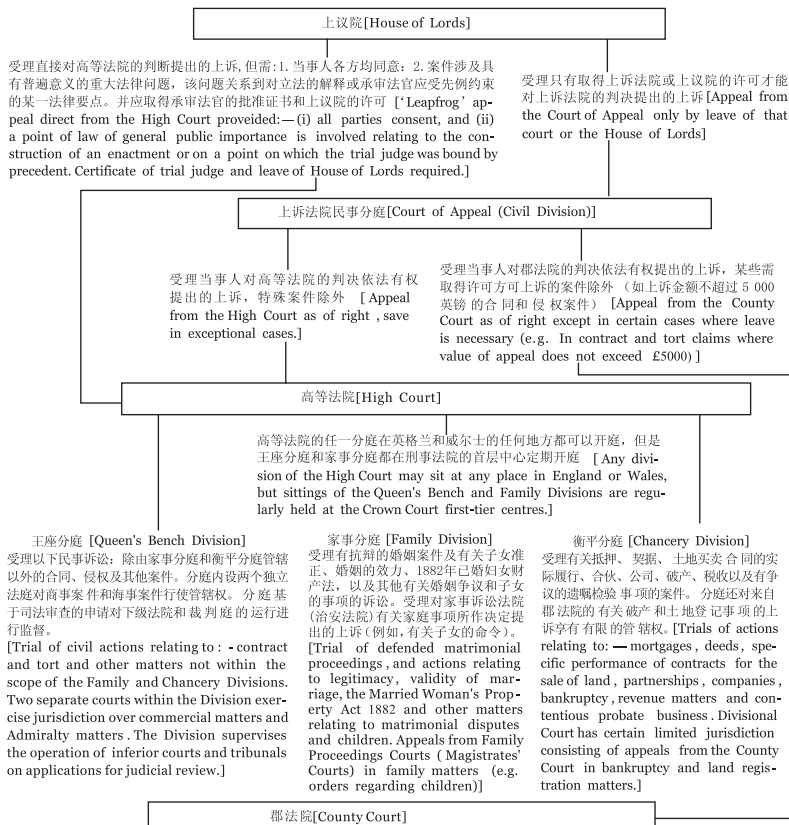 上议院[House of Lords]
受理直接对高等法院的判断提出的上诉,但需:1. 当事人各方均同意: 2. 案件涉及具
有普遍意义的重大法律问题，该问题关系到对立法的解释或承审法官应受先例约束
的某一法律要点。并应取得承审法官的批准证书和上议院的许可 [‘Leapfrog’ ap-
peal direct from the High Court proveided:—(i) all parties consent, and (ii)
a point of law of general public importance is involved relating to the con-
struction of an enactment or on a point on which the trial judge was bound by
precedent. Certificate of trial judge and leave of House of Lords required.]
受理只有取得上诉法院或上议院的许可才能
对上诉法院的判决提出的上诉[Appeal from
the Court of Appeal only by leave of that
court or the House of Lords]
上诉法院民事分庭[Court of Appeal (Civil Division)]
受理当事人对高等法院的判决依法有权
提出的上诉，特殊案件除外 [Appeal
from the High Court as of right , save
in exceptional cases.]
受理当事人对郡法院的判决依法有权提出的上诉，某些需
取得许可方可上诉的案件除外 （如上诉金额不超过 5 000
英镑的合同和侵权案件） [Appeal from the County
Court as of right except in certain cases where leave
is necessary (e.g. In contract and tort claims where
value of appeal does not exceed £5000) ]
高等法院[High Court]
高等法院的任一分庭在英格兰和威尔士的任何地方都可以开庭，但是
王座分庭和家事分庭都在刑事法院的首层中心定期开庭 [Any divi-
sion of the High Court may sit at any place in England or Wales,
but sittings of the Queen's Bench and Family Divisions are regu-
larly held at the Crown Court first-tier centres.]
王座分庭 [Queen's Bench Division]
受理以下民事诉讼: 除由家事分庭和衡平分庭管辖
以外的合同、侵权及其他案件。分庭内设两个独立
法庭对商事案件和海事案件行使管辖权。 分庭基
于司法审查的申请对下级法院和裁判庭的运行进
行监督。
[Trial of civil actions relating to : - contract
and tort and other matters not within the
scope of the Family and Chancery Divisions.
Two separate courts within the Division exer-
cise jurisdiction over commercial matters and
Admiralty matters . The Division supervises
the operation of inferior courts and tribunals
on applications for judicial review.]
家事分庭 [Family Division]
受理有抗辩的婚姻案件及有关子女准
正、婚姻的效力、1882年已婚妇女财
产法，以及其他有关婚姻争议和子女
的事项的诉讼。受理对家事诉讼法院
(治安法院)有关家庭事项所作决定提
出的上诉（例如，有关子女的命令）。
[Trial of defended matrimonial
proceedings , and actions relating
to legitimacy, validity of mar-
riage, the Married Woman's Prop-
erty Act 1882 and other matters
relating to matrimonial disputes
and children. Appeals from Family
Proceedings Courts ( Magistrates'
Courts) in family matters (e.g.
orders regarding children)]
衡平分庭 [Chancery Division]
受理有关抵押、 契据、 土地买卖合同的实
际履行、合伙、公司、破产、税收以及有争
议的遗嘱检验事项的案件。 分庭还对来自
郡法院的有关破产和土地登记事项的上
诉享有有限的管辖权。[Trials of actions
relating to: — mortgages , deeds, spe-
cific performance of contracts for the
sale of land , partnerships , companies ,
bankruptcy , revenue matters and con-
tentious probate business . Divisional
Court has certain limited jurisdiction
consisting of appeals from the County
Court in bankruptcy and land regis-
tration matters.]
郡法院[County Court]